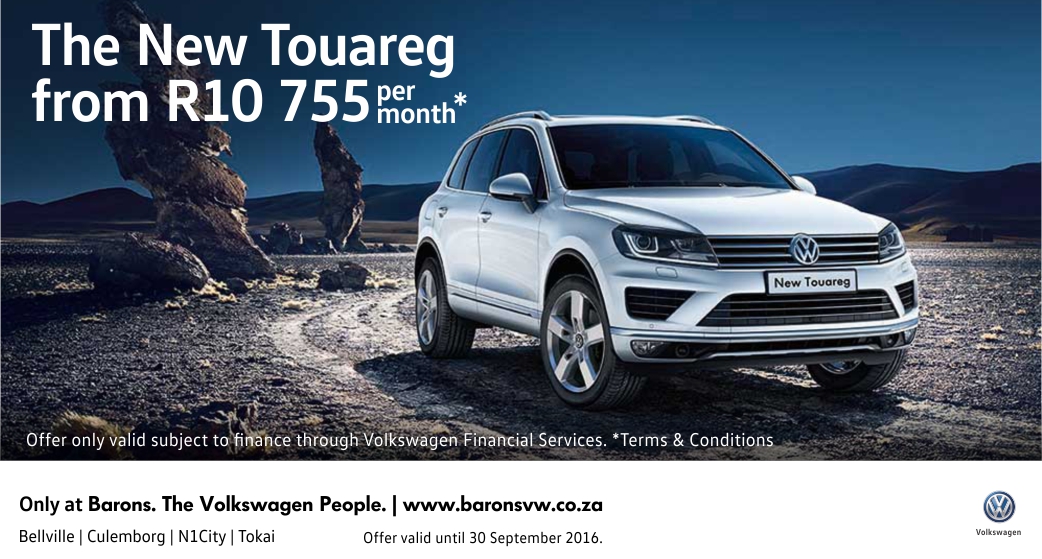 The New Touareg
from R10 755 per month*
New Touareg
Offer only valid subject to finance through Volkswagen Financial Services. *Terms & Conditions
Only at Barons. The Volkswagen People. | www.baronsvw.co.za
Bellville | Culemborg | N1City | Tokai
Offer valid until 30 September 2016.
Volkswagen